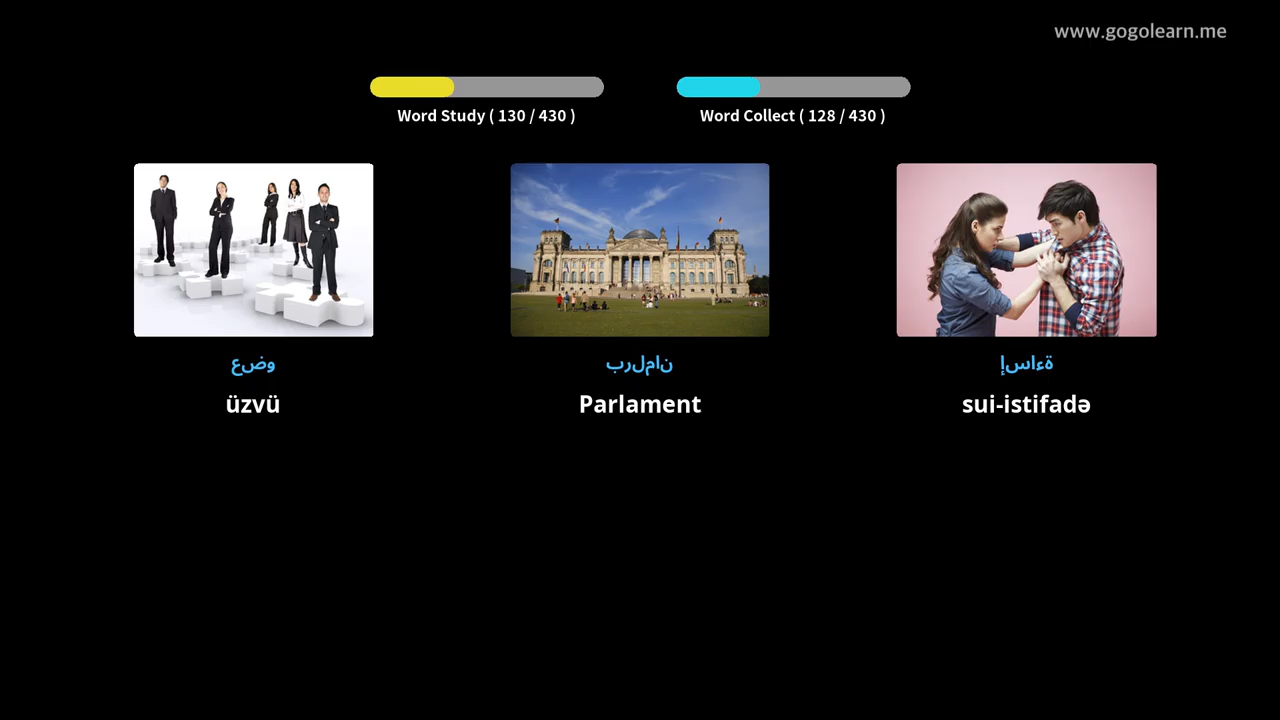 www.gogolearn.me
Word Study ( 130 / 430 )
Word Collect ( 128 / 430 )
عضو
برلمان
إساءة
üzvü
Parlament
sui-istifadə